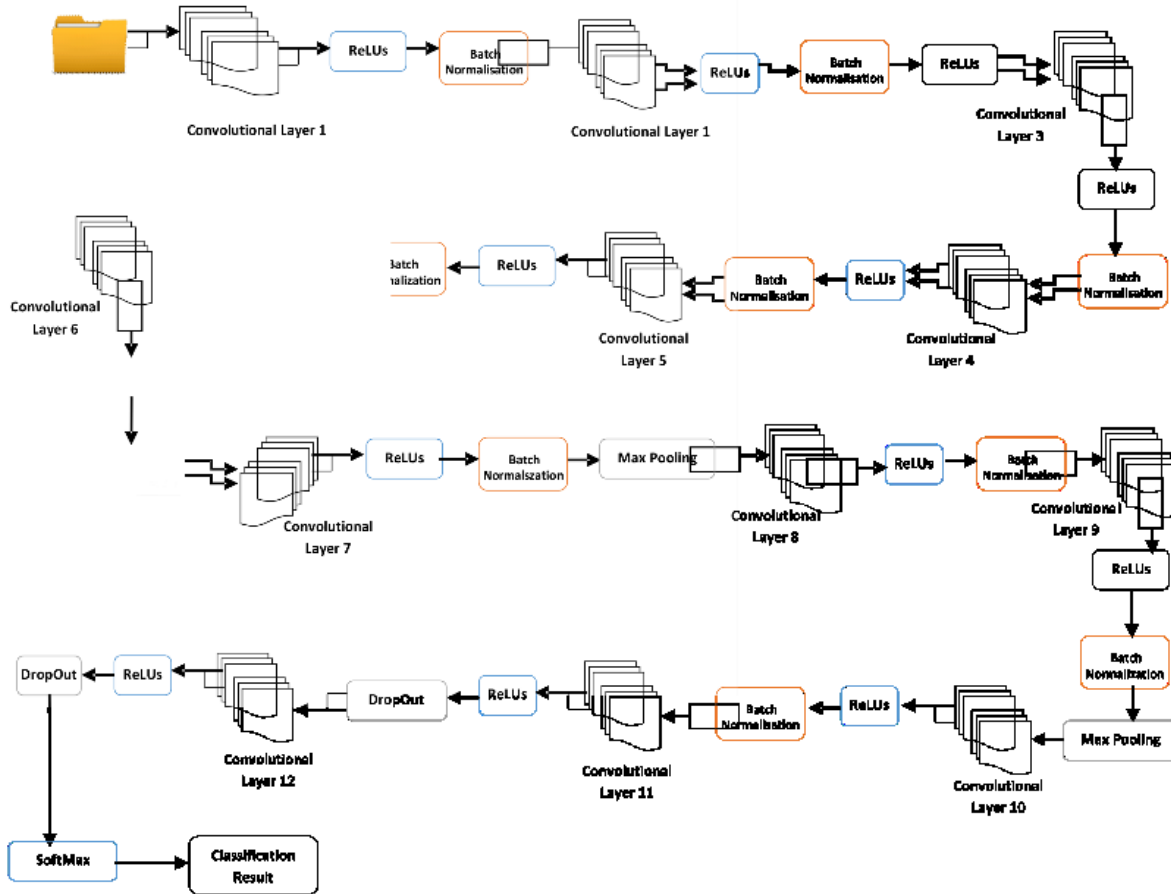 ReLUs
Batch
Normalisation
Convolutional Layer 1
ReLUs
Batch
Normalisation
ReLUs
Convolutional Layer 1
Convolutional
Layer 3
ReLUs
Convolutional
Layer 6
Batch
nalization
ReLUs
Convolutional
Layer 5
Batch
Normalisation
ReLUs
Convolutional
Layer 4
Batch
Normalisation
Convolutional
Layer 7
ReLUs
Batch
Normaiszation
Max Pooling
Convolutional
Layer 8
ReLUs
Batch
Normalisation
Convolutional
Layer 9
ReLUs
Batch
Normalization
Max Pooling
DropOut
ReLUs
Convolutional
Layer 12
DropOut
ReLUs
Convolutional
Layer 11
Batch
Normalisation
ReLUs
Convolutional
Layer 10
SoftMax
Classification
Result